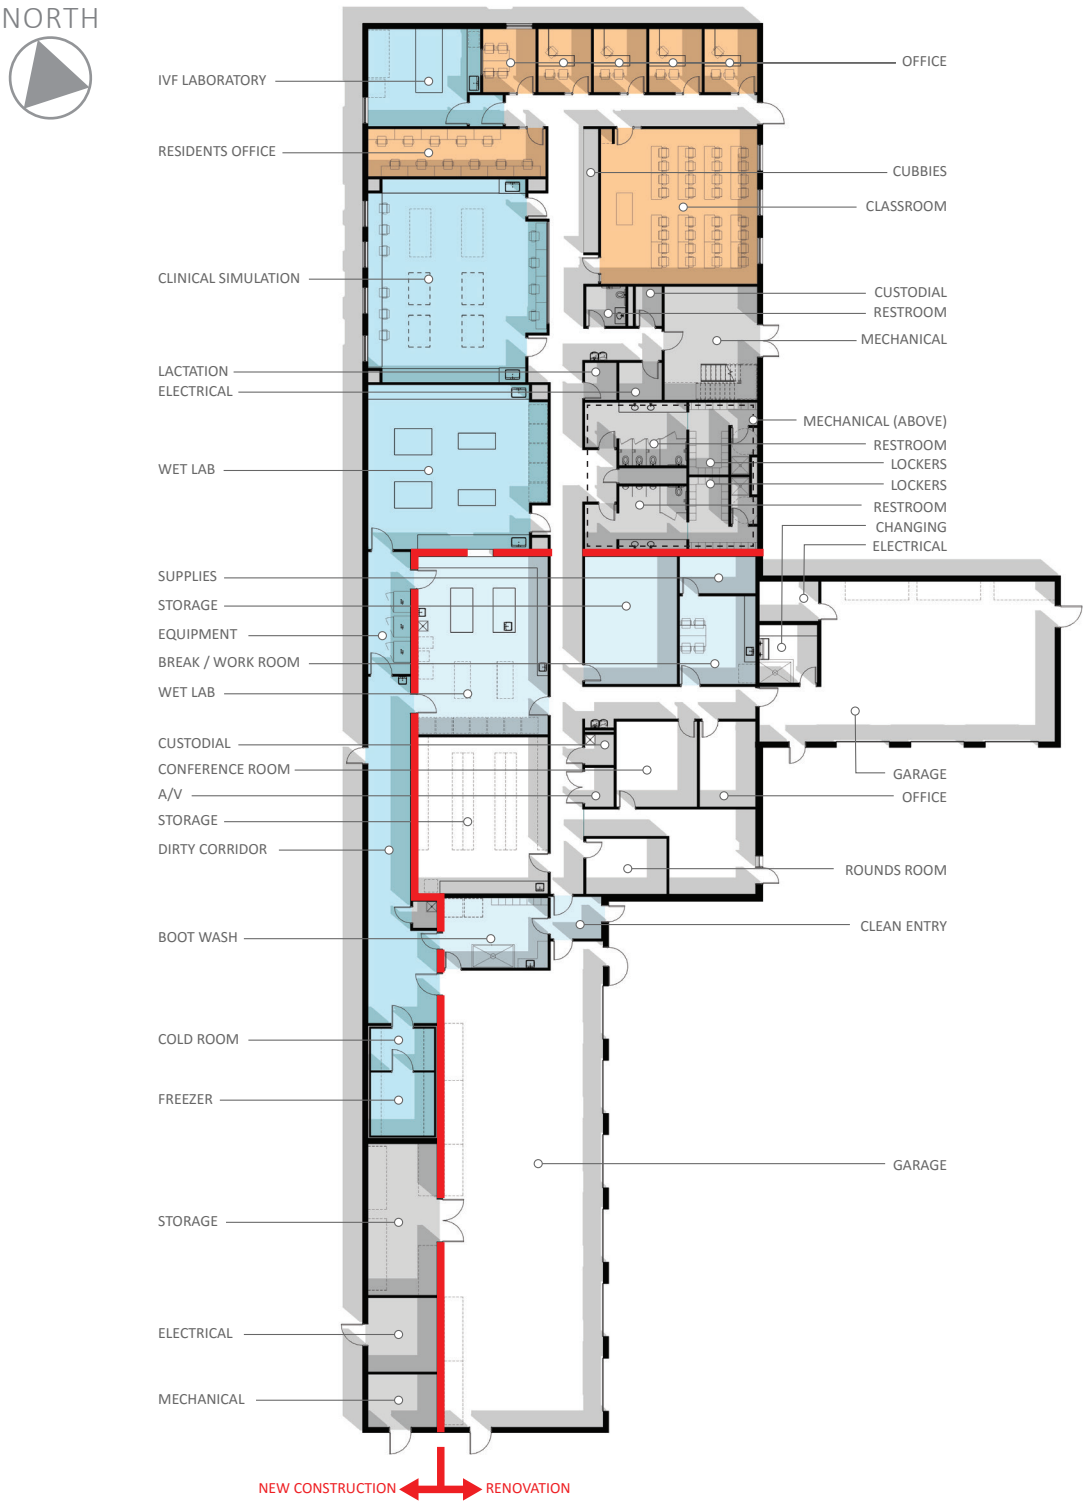 NORTH
IVF LABORATORY
RESIDENTS OFFICE
CLINICAL SIMULATION
LACTATION
ELECTRICAL
WET LAB
SUPPLIES
STORAGE
EQUIPMENT
BREAK / WORK ROOM
WET LAB
CUSTODIAL
CONFERENCE ROOM
A/V
STORAGE
DIRTY CORRIDOR
BOOT WASH
COLD ROOM
FREEZER
STORAGE
ELECTRICAL
MECHANICAL
OFFICE
CUBBIES
CLASSROOM
CUSTODIAL
RESTROOM
MECHANICAL
MECHANICAL (ABOVE)
RESTROOM
LOCKERS
LOCKERS
RESTROOM
CHANGING
ELECTRICAL
GARAGE
OFFICE
ROUNDS ROOM
CLEAN ENTRY
GARAGE
NEW CONSTRUCTION
RENOVATION